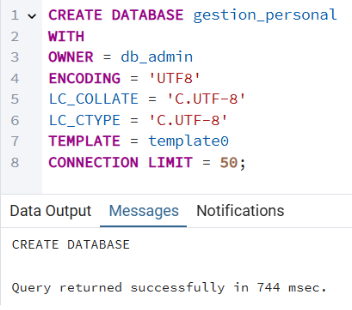 1 CREATE DATABASE gestion_personal
2 WITH
3 OWNER = db_admin
4 ENCODING = 'UTF8'
5 LC_COLLATE = 'C.UTF-8'
6 LC_CTYPE = 'C.UTF-8'
7 TEMPLATE = template0
8 CONNECTION LIMIT = 50;
Data Output Messages Notifications
CREATE DATABASE
Query returned successfully in 744 msec.